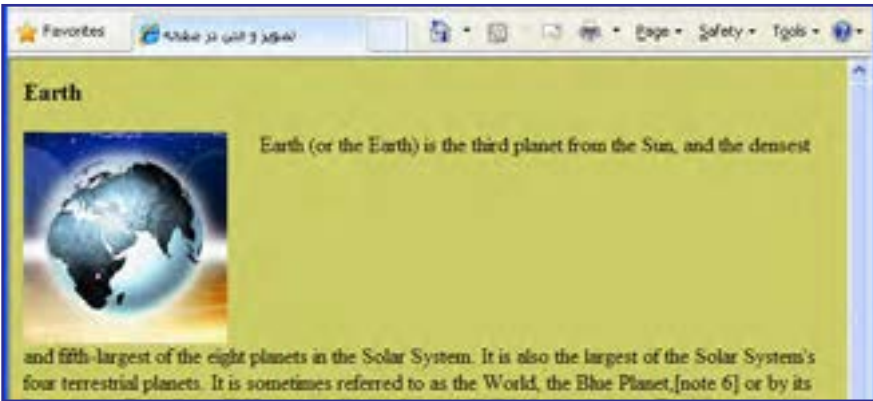 Favorites
تصویر و متن در صفحه
Page
Safety
Tools
Earth
Earth (or the Earth) is the third planet from the Sun, and the densest
and fifth-largest of the eight planets in the Solar System. It is also the largest of the Solar System's
four terrestrial planets. It is sometimes referred to as the World, the Blue Planet,[note 6] or by its